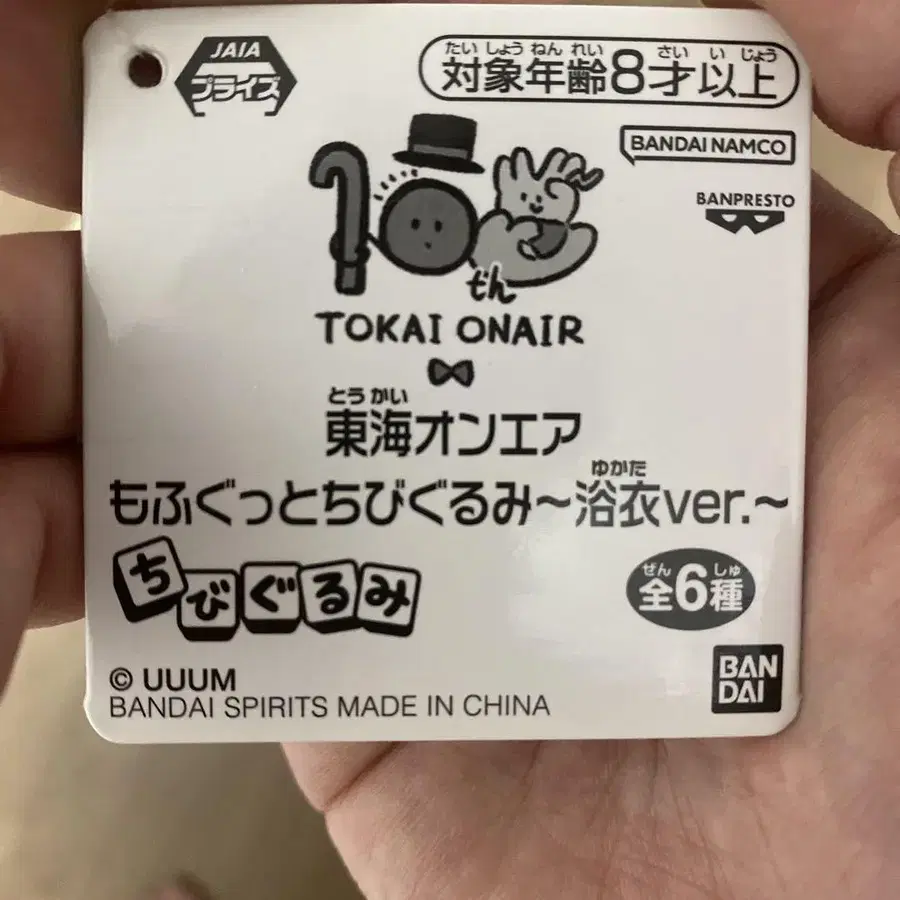 JAIA
プライズ
たいしょうねんれい さい いじょう
対象年齢8才以上
BANDAI NAMCO
BANPRESTO
10th
TOKAI ONAIR
とうかい
東海オンエア
ゆかた
もふぐっとちびぐるみ~浴衣ver.~
ちびぐるみ
ぜん しゅ
全6種
© UUUM
BANDAI SPIRITS MADE IN CHINA
BAN
DAI